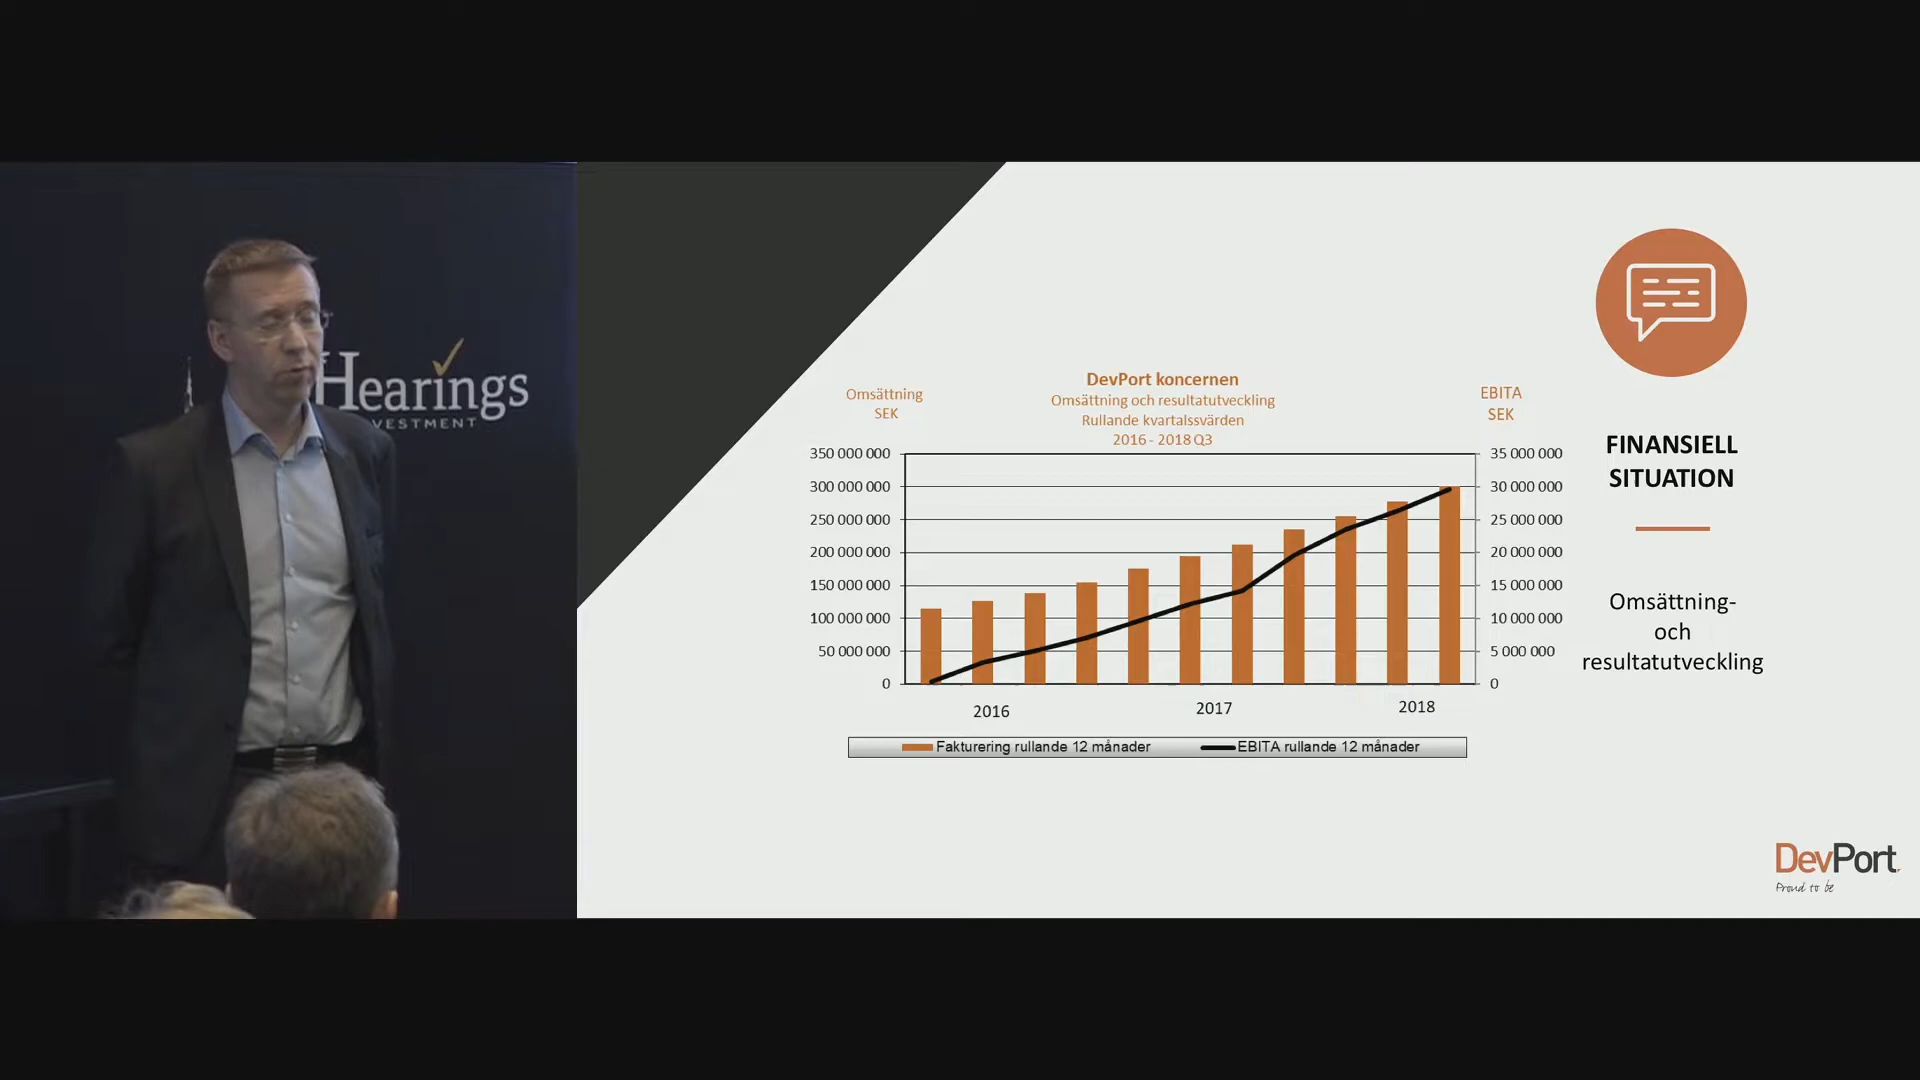 Hearings
VESTMENT
DevPort koncernen
Omsättning och resultatutveckling
Rullande kvartalssvärden
2016 - 2018 Q3
Omsättning
SEK
EBITA
SEK
350 000 000
300 000 000
250 000 000
200 000 000
150 000 000
100 000 000
50 000 000
0
35 000 000
30 000 000
25 000 000
20 000 000
15 000 000
10 000 000
5 000 000
0
2016
2017
2018
Fakturering rullande 12 månader
EBITA rullande 12 månader
FINANSIELL
SITUATION
Omsättning-
och
resultatutveckling
DevPort
Proud to be